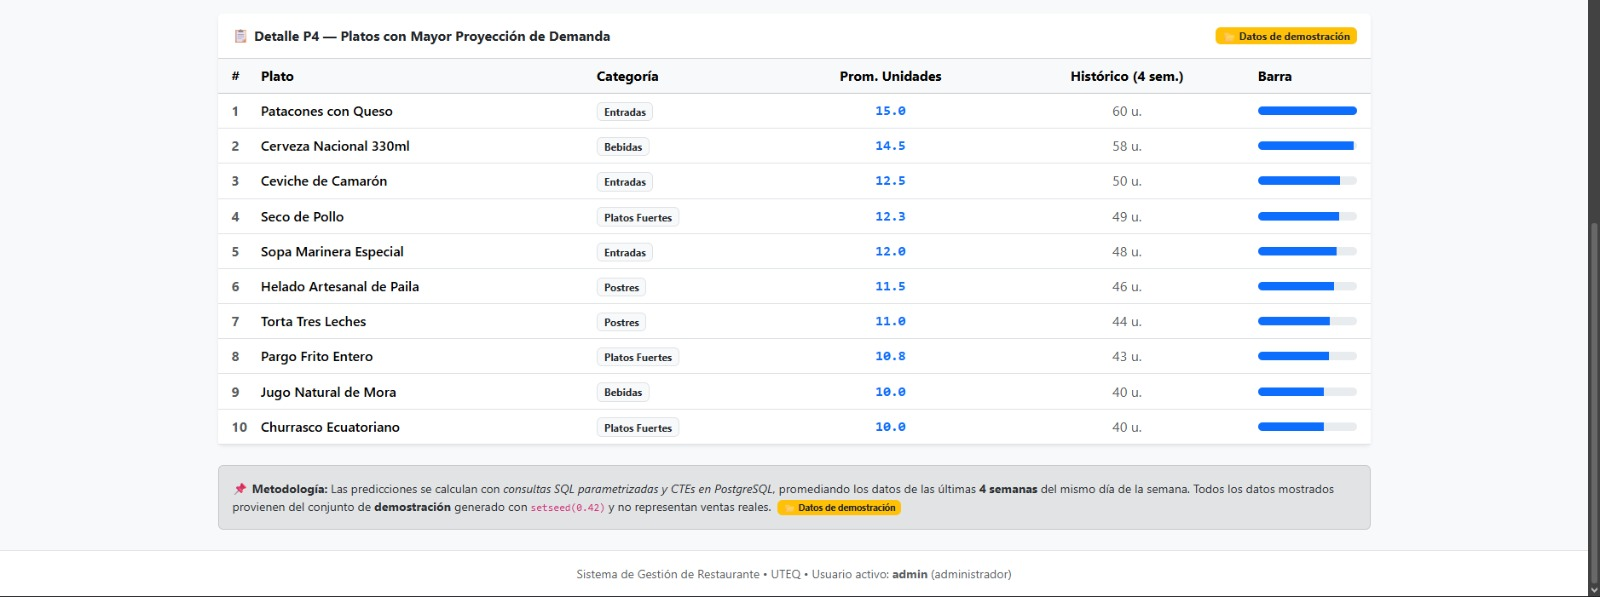 Detalle P4 — Platos con Mayor Proyección de Demanda
Datos de demostración
# Plato Categoría Prom. Unidades Histórico (4 sem.) Barra
1 Patacones con Queso Entradas 15.0 60 u.
2 Cerveza Nacional 330ml Bebidas 14.5 58 u.
3 Ceviche de Camarón Entradas 12.5 50 u.
4 Seco de Pollo Platos Fuertes 12.3 49 u.
5 Sopa Marinera Especial Entradas 12.0 48 u.
6 Helado Artesanal de Paila Postres 11.5 46 u.
7 Torta Tres Leches Postres 11.0 44 u.
8 Pargo Frito Entero Platos Fuertes 10.8 43 u.
9 Jugo Natural de Mora Bebidas 10.0 40 u.
10 Churrasco Ecuatoriano Platos Fuertes 10.0 40 u.
Metodología: Las predicciones se calculan con consultas SQL parametrizadas y CTEs en PostgreSQL, promediando los datos de las últimas 4 semanas del mismo día de la semana. Todos los datos mostrados
provienen del conjunto de demostración generado con setseed(0.42) y no representan ventas reales. Datos de demostración
Sistema de Gestión de Restaurante • UTEQ • Usuario activo: admin (administrador)